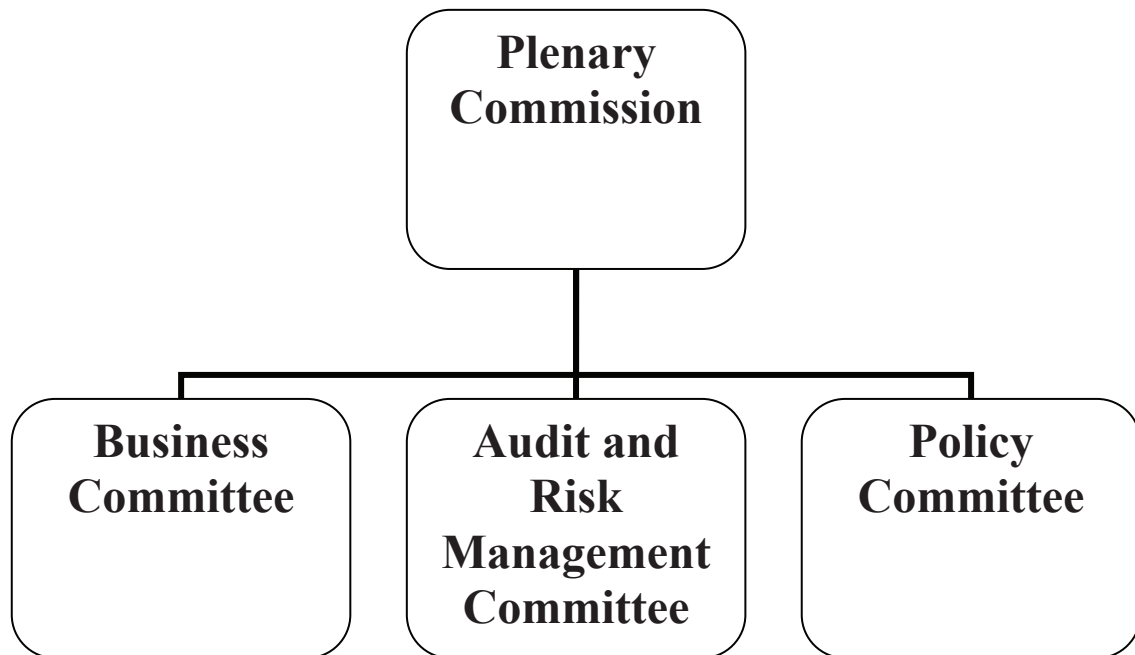 Plenary
Commission
Business
Committee
Audit and
Risk
Management
Committee
Policy
Committee